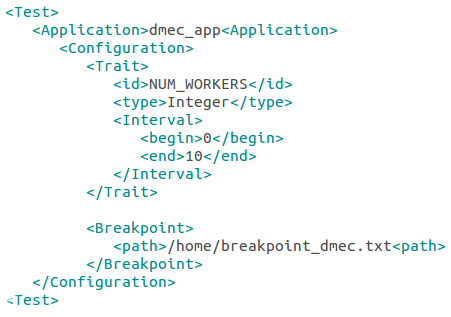 <Test>
<Application>dmec_app<Application>
<Configuration>
<Trait>
<id>NUM_WORKERS</id>
<type>Integer</type>
<Interval>
<begin>0</begin>
<end>10</end>
</Interval>
</Trait>
<Breakpoint>
<path>/home/breakpoint_dmec.txt<path>
</Breakpoint>
</Configuration>
<Test>